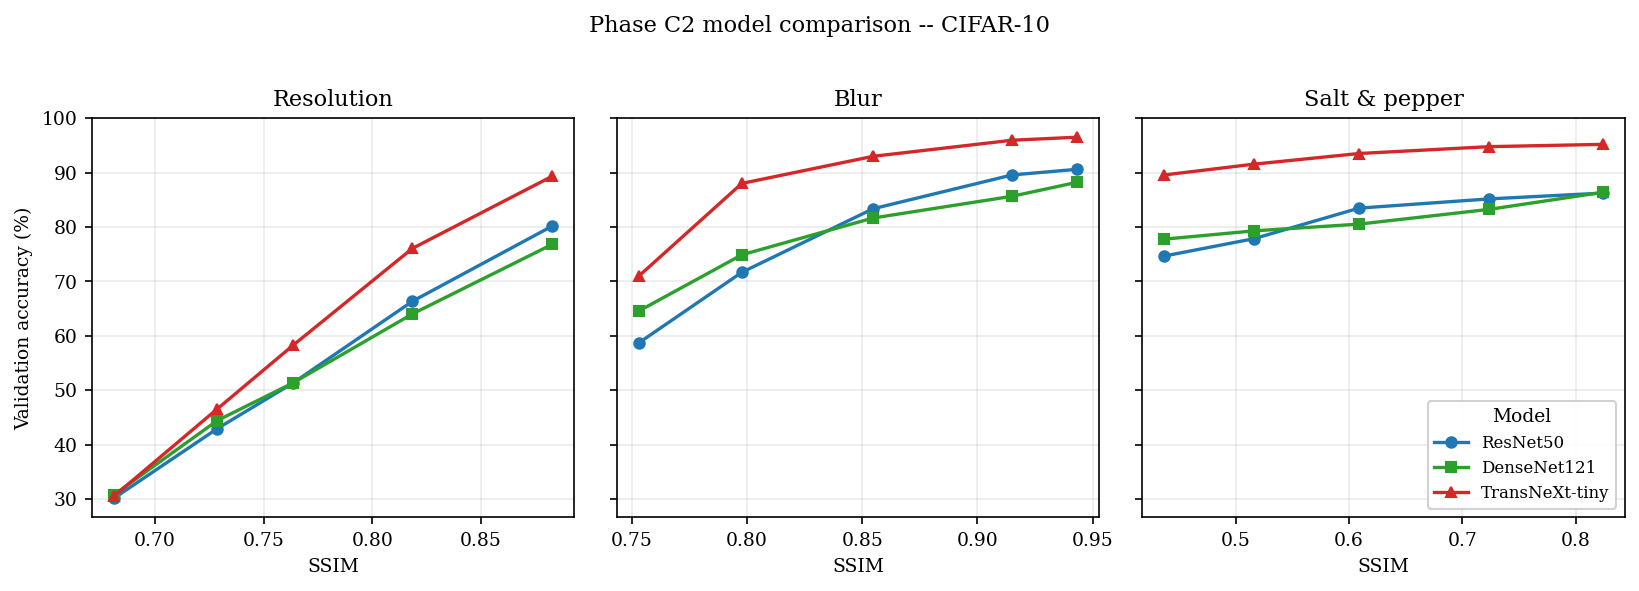 Phase C2 model comparison -- CIFAR-10
Resolution
Blur
Salt & pepper
Validation accuracy (%)
100
90
80
70
60
50
40
30
0.70 0.75 0.80 0.85
0.75 0.80 0.85 0.90 0.95
0.5 0.6 0.7 0.8
SSIM
SSIM
SSIM
Model
ResNet50
DenseNet121
TransNeXt-tiny